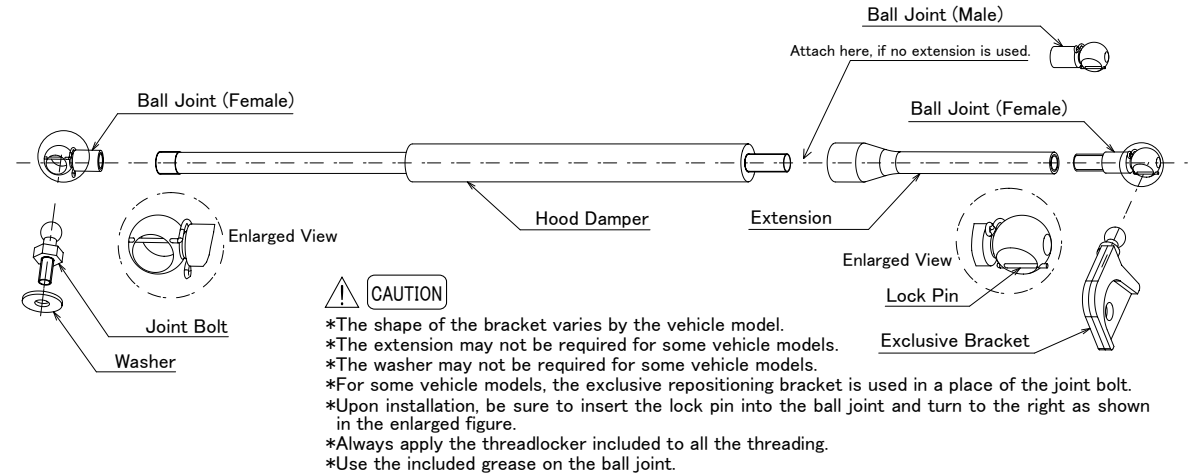 Ball Joint (Male)
Attach here, if no extension is used.
Ball Joint (Female)
Ball Joint (Female)
Hood Damper
Extension
Enlarged View
Enlarged View
Lock Pin
Joint Bolt
Washer
Exclusive Bracket
CAUTION
*The shape of the bracket varies by the vehicle model.
*The extension may not be required for some vehicle models.
*The washer may not be required for some vehicle models.
*For some vehicle models, the exclusive repositioning bracket is used in a place of the joint bolt.
*Upon installation, be sure to insert the lock pin into the ball joint and turn to the right as shown
in the enlarged figure.
*Always apply the threadlocker included to all the threading.
*Use the included grease on the ball joint.